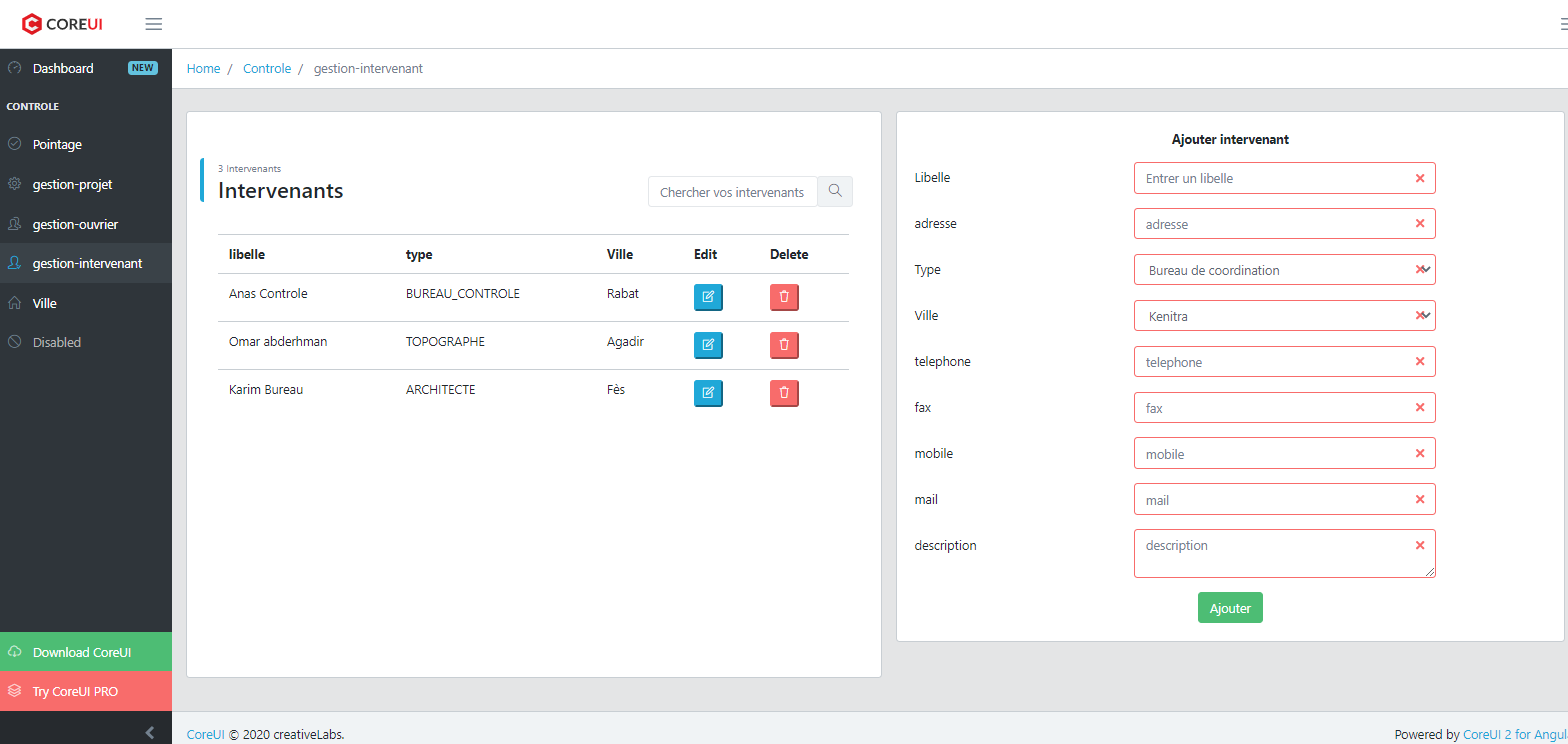 COREUI
Dashboard NEW
CONTROLE
Pointage
gestion-projet
gestion-ouvrier
gestion-intervenant
Ville
Disabled
Download CoreUI
Try CoreUI PRO
Home / Controle / gestion-intervenant
3 Intervenants
Intervenants
Chercher vos intervenants
libelle type Ville Edit Delete
Anas Controle BUREAU_CONTROLE Rabat
Omar abderhman TOPOGRAPHE Agadir
Karim Bureau ARCHITECTE Fès
Ajouter intervenant
Libelle Entrer un libelle
adresse adresse
Type Bureau de coordination
Ville Kenitra
telephone telephone
fax fax
mobile mobile
mail mail
description description
Ajouter
CoreUI © 2020 creativeLabs.
Powered by CoreUI 2 for Angul